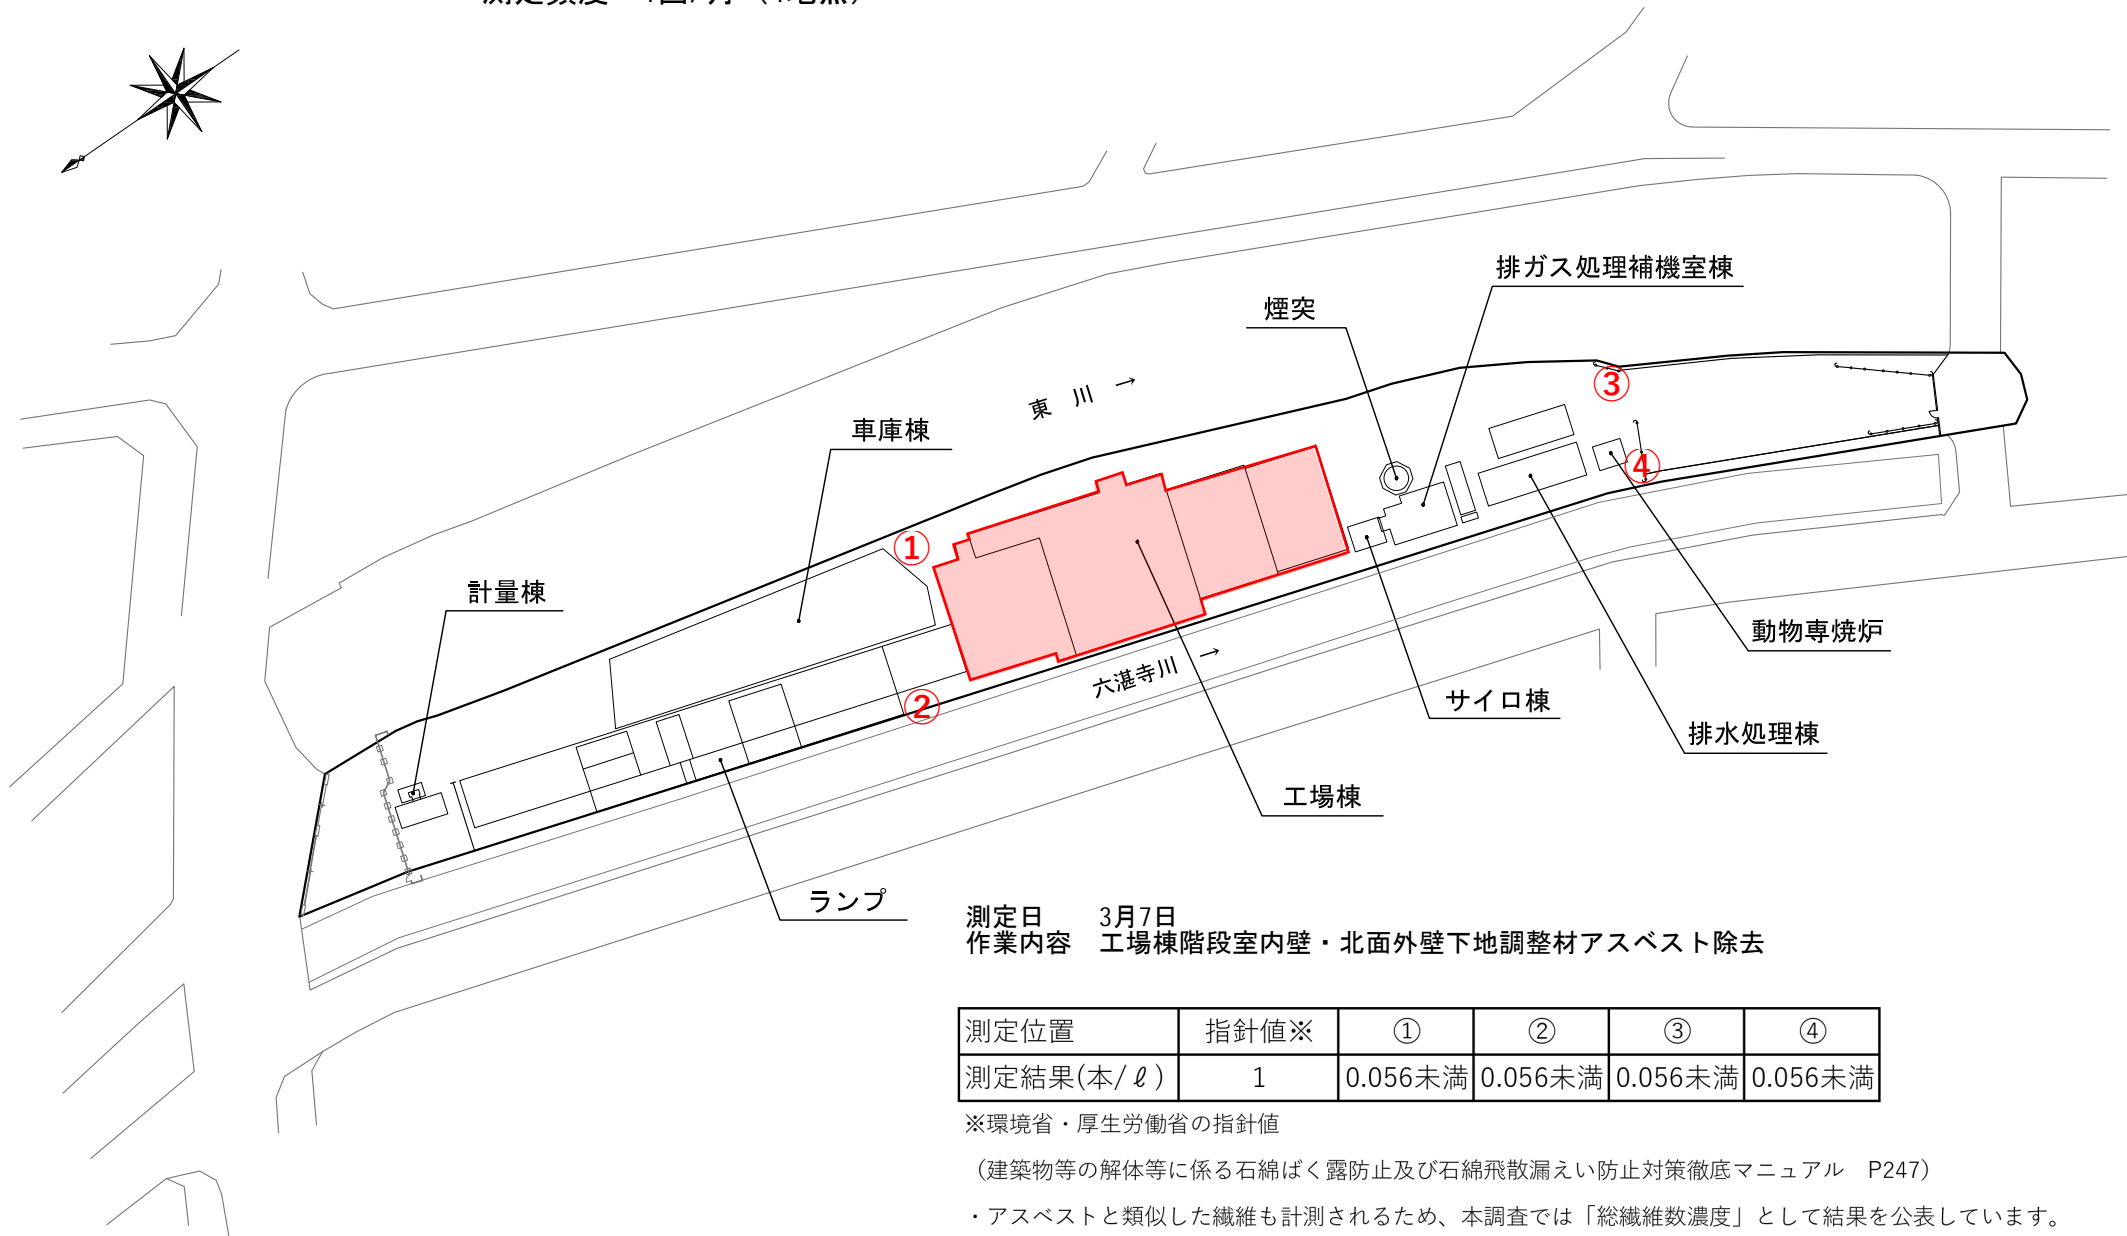 排ガス処理補機室棟
煙突
③
東 川 →
車庫棟
④
①
計量棟
動物専焼炉
六湛寺川 →
サイロ棟
②
排水処理棟
工場棟
ランプ
測定日 3月7日
作業内容 工場棟階段室内壁・北面外壁下地調整材アスベスト除去
測定位置 指針値※ ① ② ③ ④
測定結果(本/ℓ) 1 0.056未満 0.056未満 0.056未満 0.056未満
※環境省・厚生労働省の指針値
（建築物等の解体等に係る石綿ばく露防止及び石綿飛散漏えい防止対策徹底マニュアル P247）
・アスベストと類似した繊維も計測されるため、本調査では「総繊維数濃度」として結果を公表しています。